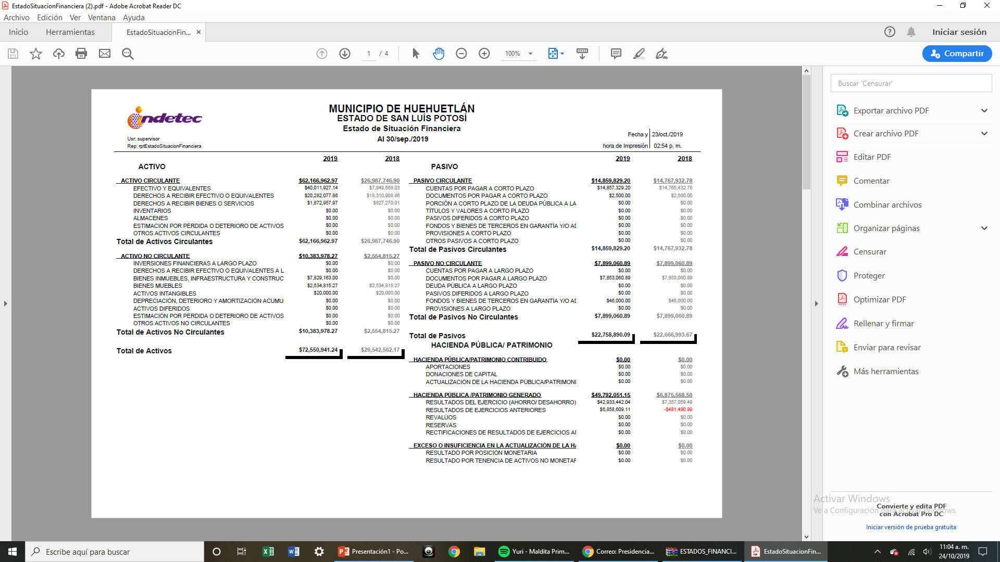 EstadoSituacionFinanciera (2).pdf - Adobe Acrobat Reader DC
Archivo Edición Ver Ventana Ayuda
Inicio Herramientas EstadoSituacionFin... × Iniciar sesión
1 / 4 100% Compartir
Buscar 'Censurar'
Exportar archivo PDF
Crear archivo PDF
Editar PDF
Comentar
Combinar archivos
Organizar páginas
Censurar
Proteger
Optimizar PDF
Rellenar y firmar
Enviar para revisar
Más herramientas
indetec
MUNICIPIO DE HUEHUETLÁN
ESTADO DE SAN LUÍS POTOSÍ
Estado de Situación Financiera
Al 30/sep./2019
Usr: supervisor
Rep: rptEstadoSituacionFinanciera
Fecha y 23/oct./2019
hora de Impresión 02:54 p. m.
2019 2018
ACTIVO
ACTIVO CIRCULANTE $62,166,962.97 $26,987,746.90
EFECTIVO Y EQUIVALENTES $40,011,927.14 $7,849,568.03
DERECHOS A RECIBIR EFECTIVO O EQUIVALENTES $20,282,077.86 $18,310,908.86
DERECHOS A RECIBIR BIENES O SERVICIOS $1,872,957.97 $827,270.01
INVENTARIOS $0.00 $0.00
ALMACENES $0.00 $0.00
ESTIMACIÓN POR PÉRDIDA O DETERIORO DE ACTIVOS $0.00 $0.00
OTROS ACTIVOS CIRCULANTES $0.00 $0.00
Total de Activos Circulantes $62,166,962.97 $26,987,746.90
ACTIVO NO CIRCULANTE $10,383,978.27 $2,554,815.27
INVERSIONES FINANCIERAS A LARGO PLAZO $0.00 $0.00
DERECHOS A RECIBIR EFECTIVO O EQUIVALENTES A L $0.00 $0.00
BIENES INMUEBLES, INFRAESTRUCTURA Y CONSTRUC $7,829,163.00 $0.00
BIENES MUEBLES $2,534,815.27 $2,534,815.27
ACTIVOS INTANGIBLES $20,000.00 $20,000.00
DEPRECIACIÓN, DETERIORO Y AMORTIZACIÓN ACUMU $0.00 $0.00
ACTIVOS DIFERIDOS $0.00 $0.00
ESTIMACIÓN POR PÉRDIDA O DETERIORO DE ACTIVOS $0.00 $0.00
OTROS ACTIVOS NO CIRCULANTES $0.00 $0.00
Total de Activos No Circulantes $10,383,978.27 $2,554,815.27
Total de Activos $72,550,941.24 $29,542,562.17
2019 2018
PASIVO
PASIVO CIRCULANTE $14,859,829.20 $14,767,932.78
CUENTAS POR PAGAR A CORTO PLAZO $14,857,329.20 $14,765,432.78
DOCUMENTOS POR PAGAR A CORTO PLAZO $2,500.00 $2,500.00
PORCIÓN A CORTO PLAZO DE LA DEUDA PÚBLICA A LA $0.00 $0.00
TÍTULOS Y VALORES A CORTO PLAZO $0.00 $0.00
PASIVOS DIFERIDOS A CORTO PLAZO $0.00 $0.00
FONDOS Y BIENES DE TERCEROS EN GARANTÍA Y/O AD $0.00 $0.00
PROVISIONES A CORTO PLAZO $0.00 $0.00
OTROS PASIVOS A CORTO PLAZO $0.00 $0.00
Total de Pasivos Circulantes $14,859,829.20 $14,767,932.78
PASIVO NO CIRCULANTE $7,899,060.89 $7,899,060.89
CUENTAS POR PAGAR A LARGO PLAZO $0.00 $0.00
DOCUMENTOS POR PAGAR A LARGO PLAZO $7,853,060.89 $7,853,060.89
DEUDA PÚBLICA A LARGO PLAZO $0.00 $0.00
PASIVOS DIFERIDOS A LARGO PLAZO $0.00 $0.00
FONDOS Y BIENES DE TERCEROS EN GARANTÍA Y/O AD $46,000.00 $46,000.00
PROVISIONES A LARGO PLAZO $0.00 $0.00
Total de Pasivos No Circulantes $7,899,060.89 $7,899,060.89
Total de Pasivos $22,758,890.09 $22,666,993.67
HACIENDA PÚBLICA/ PATRIMONIO
HACIENDA PÚBLICA/PATRIMONIO CONTRIBUIDO $0.00 $0.00
APORTACIONES $0.00 $0.00
DONACIONES DE CAPITAL $0.00 $0.00
ACTUALIZACIÓN DE LA HACIENDA PÚBLICA/PATRIMONI $0.00 $0.00
HACIENDA PÚBLICA /PATRIMONIO GENERADO $49,792,051.15 $6,875,568.50
RESULTADOS DEL EJERCICIO (AHORRO/ DESAHORRO) $42,933,442.04 $7,357,059.49
RESULTADOS DE EJERCICIOS ANTERIORES $6,858,609.11 -$481,490.99
REVALÚOS $0.00 $0.00
RESERVAS $0.00 $0.00
RECTIFICACIONES DE RESULTADOS DE EJERCICIOS AN $0.00 $0.00
EXCESO O INSUFICIENCIA EN LA ACTUALIZACIÓN DE LA HA $0.00 $0.00
RESULTADO POR POSICIÓN MONETARIA $0.00 $0.00
RESULTADO POR TENENCIA DE ACTIVOS NO MONETAR $0.00 $0.00
Activar Windows
Ve a Configuración para activar Windows.
Convierte y edita PDF
con Acrobat Pro DC
Iniciar versión de prueba gratuita
Escribe aquí para buscar
Presentación1 - Po...
Yuri - Maldita Prim...
Correo: Presidencia...
ESTADOS_FINANCI...
EstadoSituacionFin...
11:04 a. m.
24/10/2019